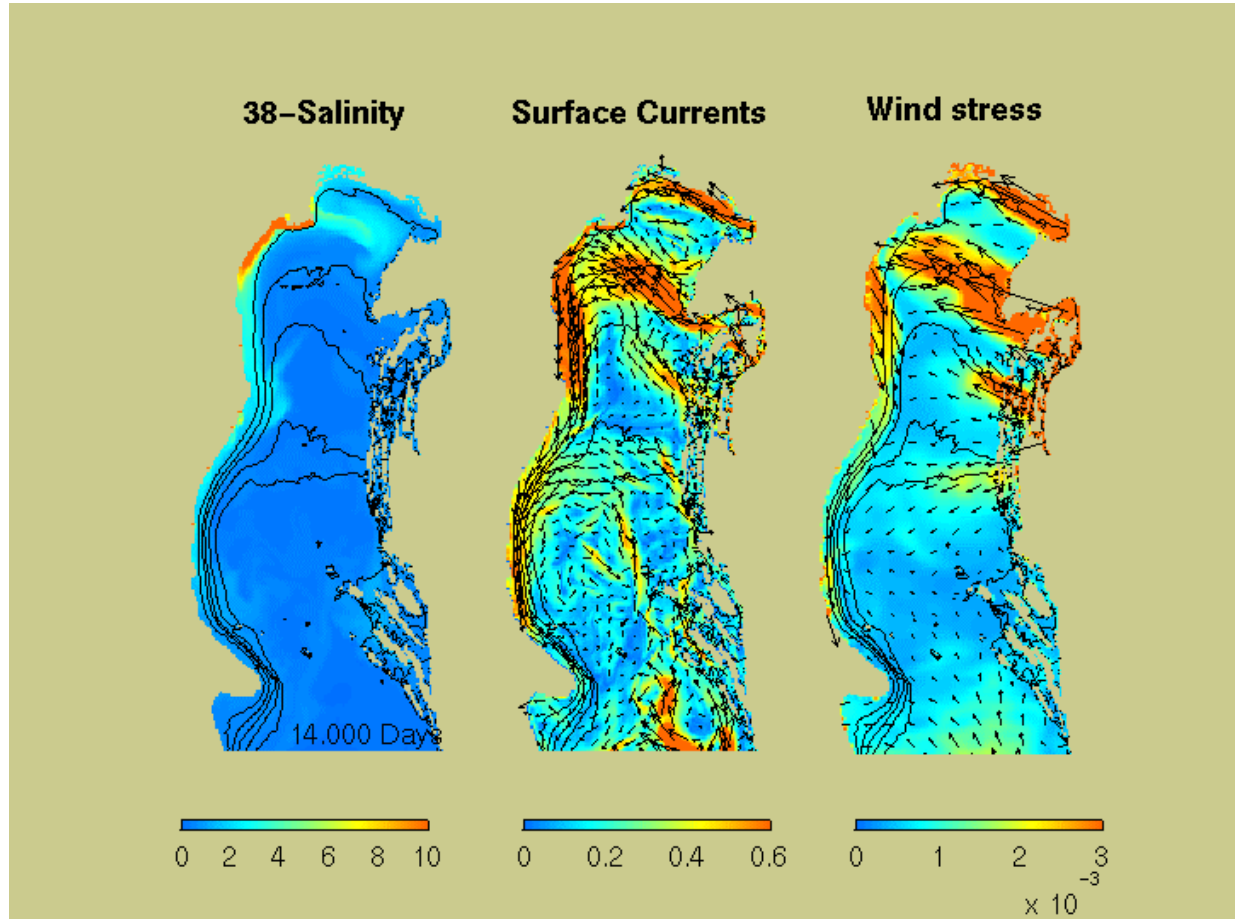 38-Salinity
Surface Currents
Wind stress
14.000 Days
0 2 4 6 8 10
0 0.2 0.4 0.6
0 1 2 3
x 10
-3